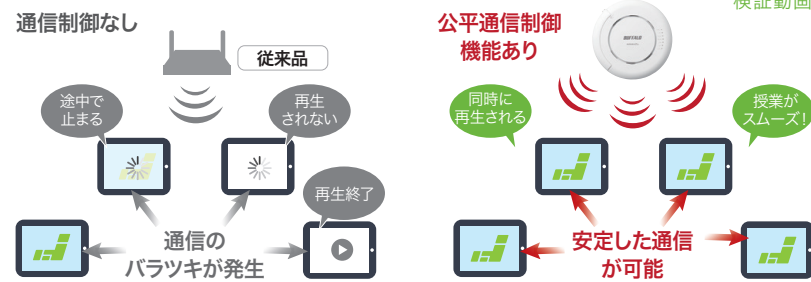 通信制御なし
従来品
途中で
止まる
再生
されない
再生終了
通信の
バラツキが発生
公平通信制御
機能あり
検証動画
BUFFALO
同時に
再生される
授業が
スムーズ!
安定した通信
が可能